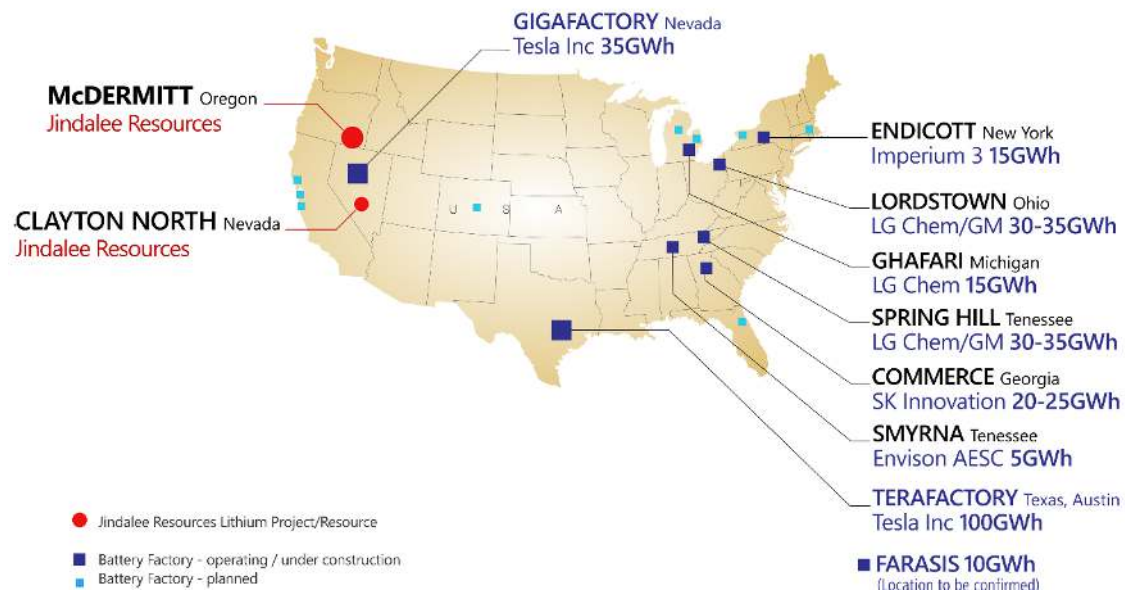 GIGAFACTORY Nevada
Tesla Inc 35GWh
McDERMITT Oregon
Jindalee Resources
CLAYTON NORTH Nevada
Jindalee Resources
U S A
ENDICOTT New York
Imperium 3 15GWh
LORDSTOWN Ohio
LG Chem/GM 30-35GWh
GHAFARI Michigan
LG Chem 15GWh
SPRING HILL Tenessee
LG Chem/GM 30-35GWh
COMMERCE Georgia
SK Innovation 20-25GWh
SMYRNA Tenessee
Envison AESC 5GWh
TERAFACTORY Texas, Austin
Tesla Inc 100GWh
FARASIS 10GWh
(Location to be confirmed)
Jindalee Resources Lithium Project/Resource
Battery Factory - operating / under construction
Battery Factory - planned